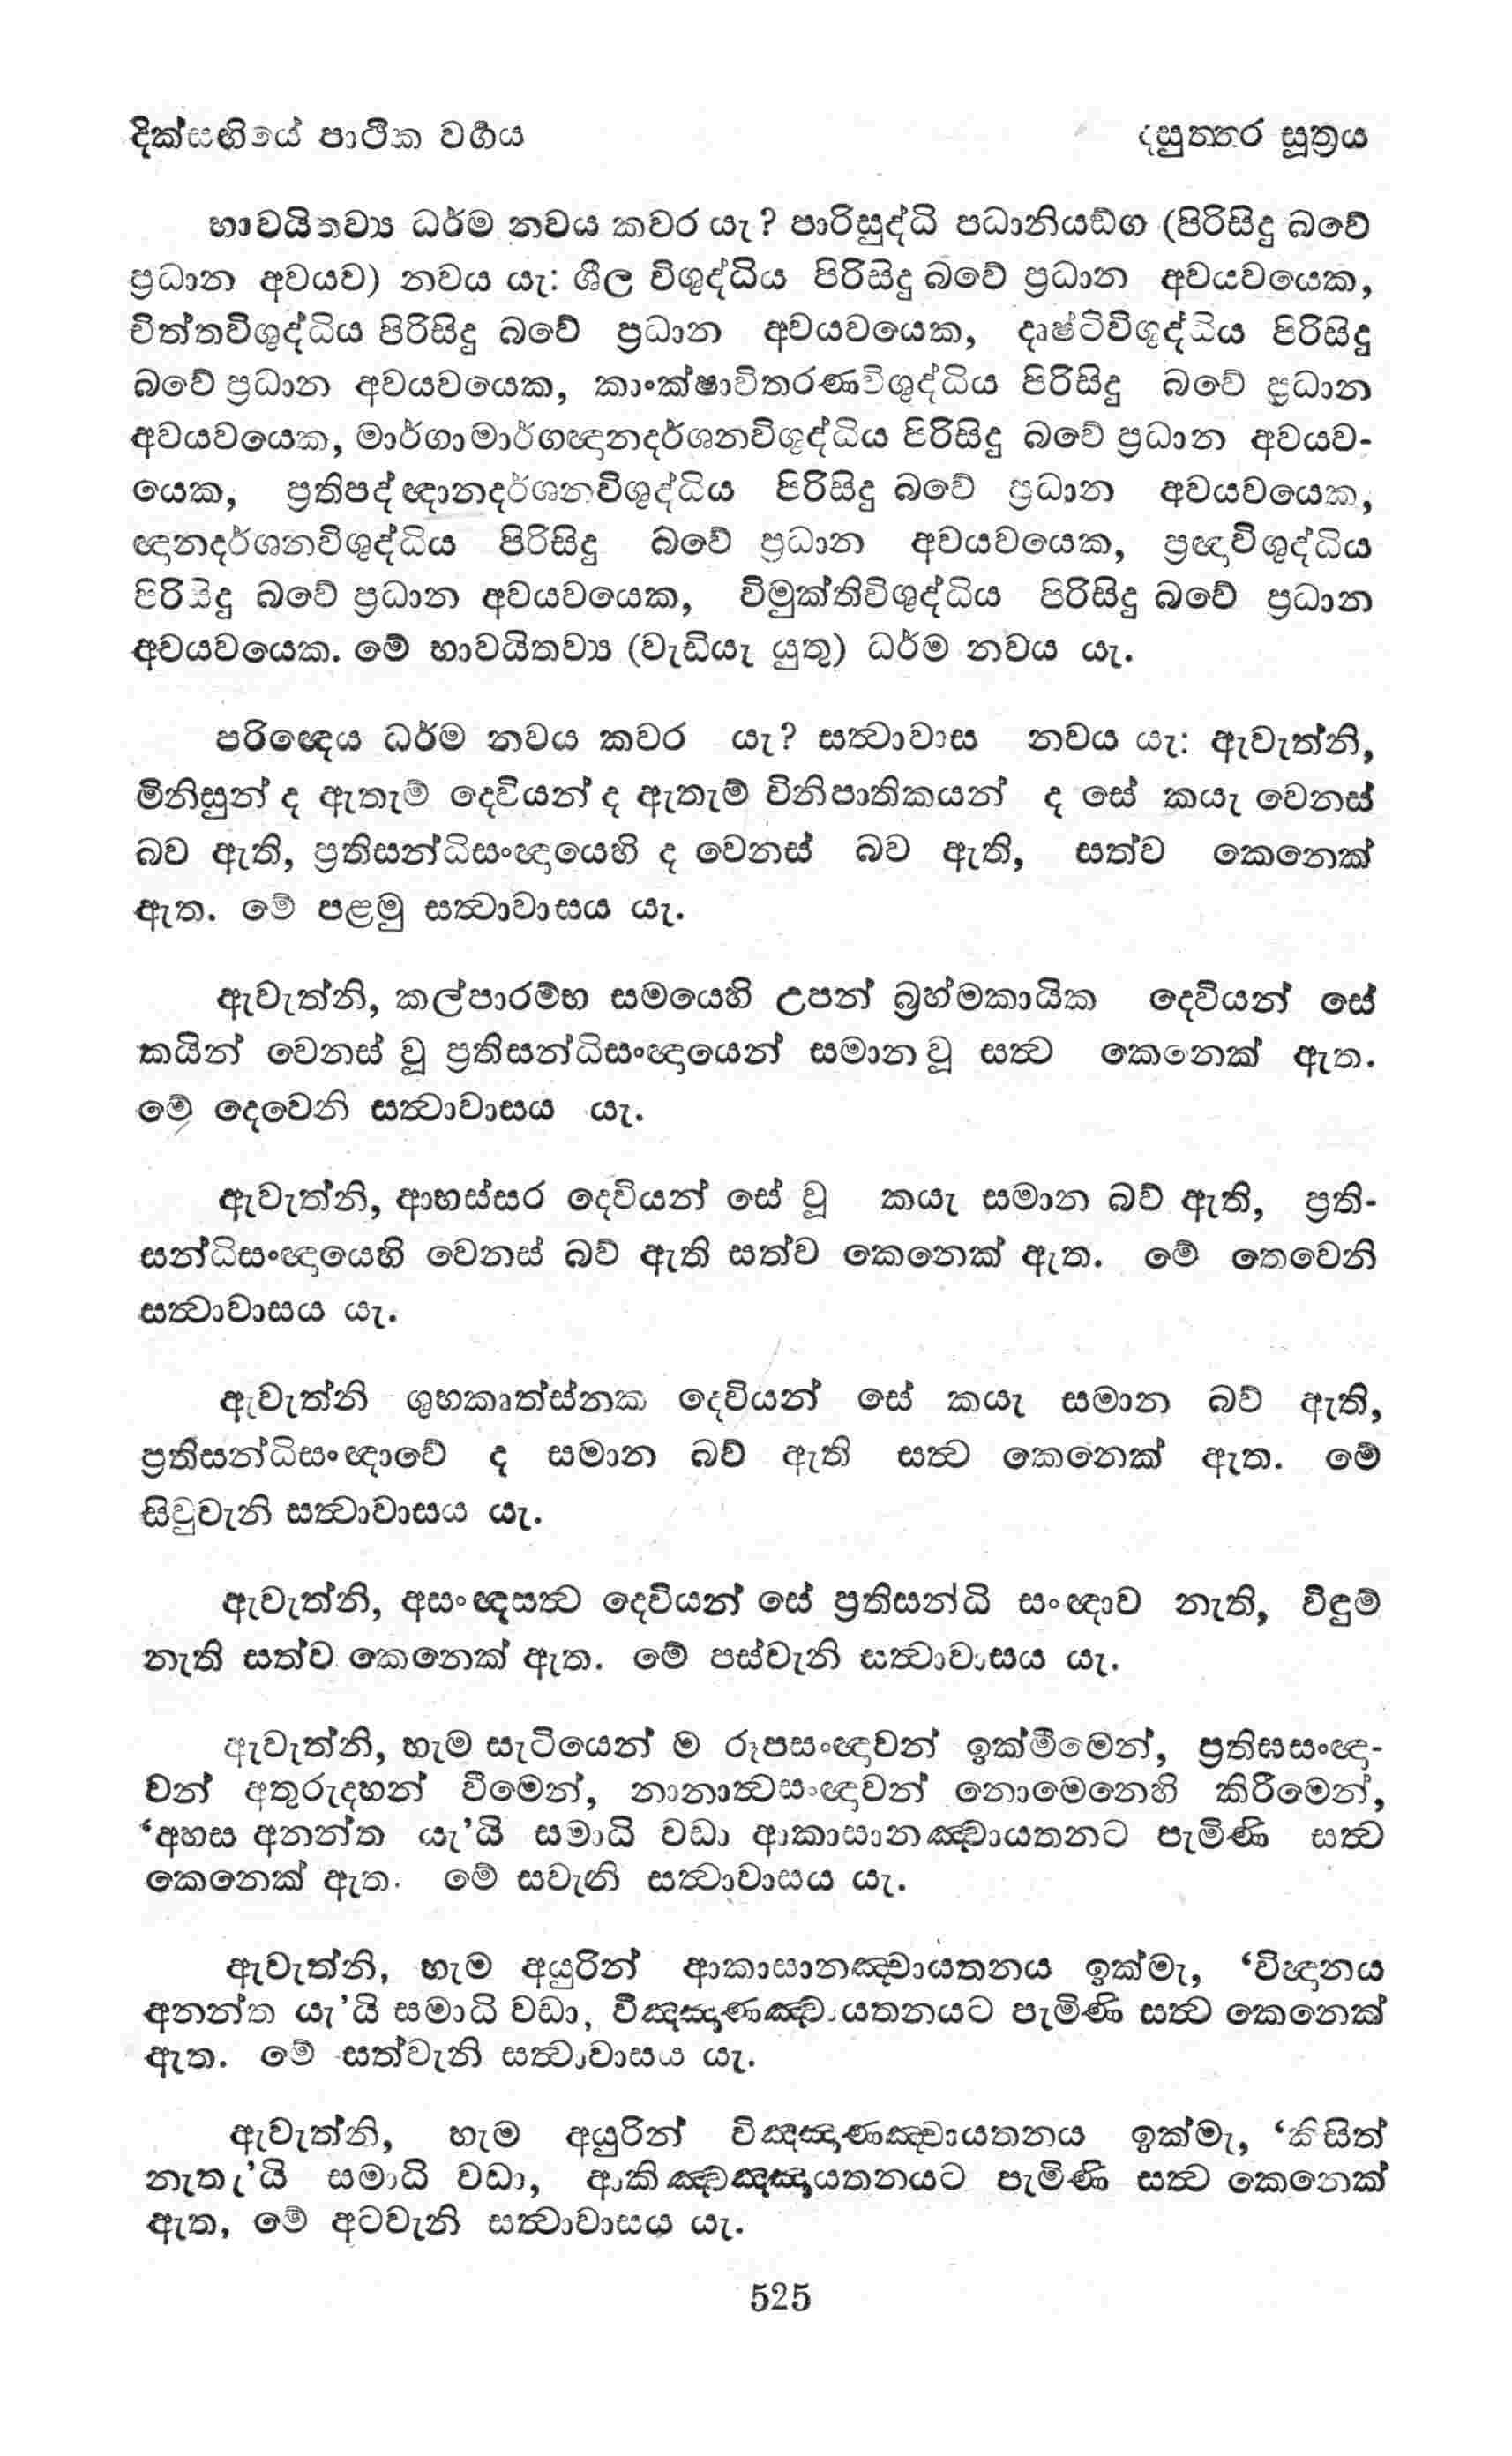 දික්සඟියේ පාථික වර්‍ගය
දසුත්තර සූත්‍රය
භාවයිතව්‍ය ධර්ම නවය කවර යැ? පාරිසුද්ධි පධානියඞ්ග (පිරිසිදු බවේ
ප්‍රධාන අවයව) නවය යැ: ශීල විශුද්ධිය පිරිසිදු බවේ ප්‍රධාන අවයවයෙක,
චිත්තවිශුද්ධිය පිරිසිදු බවේ ප්‍රධාන අවයවයෙක, දෘෂ්ටිවිශුද්ධිය පිරිසිදු
බවේ ප්‍රධාන අවයවයෙක, කාංක්ෂාවිතරණවිශුද්ධිය පිරිසිදු බවේ ප්‍රධාන
අවයවයෙක, මාර්ගාමාර්ගඥානදර්ශනවිශුද්ධිය පිරිසිදු බවේ ප්‍රධාන අවයව-
යෙක, ප්‍රතිපද් ඥානදර්ශනවිශුද්ධිය පිරිසිදු බවේ ප්‍රධාන අවයවයෙක,
ඥානදර්ශනවිශුද්ධිය පිරිසිදු බවේ ප්‍රධාන අවයවයෙක, ප්‍රඥාවිශුද්ධිය
පිරිසිදු බවේ ප්‍රධාන අවයවයෙක, විමුක්තිවිශුද්ධිය පිරිසිදු බවේ ප්‍රධාන
අවයවයෙක. මේ භාවයිතව්‍ය (වැඩියැ යුතු) ධර්ම නවය යැ.
පරිඥෙය ධර්ම නවය කවර යැ? සත්‍වාවාස නවය යැ: ඇවැත්නි,
මිනිසුන් ද ඇතැම් දෙවියන් ද ඇතැම් විනිපාතිකයන් ද සේ කයැ වෙනස්
බව ඇති, ප්‍රතිසන්ධිසංඥායෙහි ද වෙනස් බව ඇති, සත්ව කෙනෙක්
ඇත. මේ පළමු සත්‍වාවාසය යැ.
ඇවැත්නි, කල්පාරම්භ සමයෙහි උපන් බ්‍රහ්මකායික දෙවියන් සේ
කයින් වෙනස් වූ ප්‍රතිසන්ධිසංඥායෙන් සමාන වූ සත්‍ව කෙනෙක් ඇත.
මේ දෙවෙනි සත්‍වාවාසය යැ.
ඇවැත්නි, ආභස්සර දෙවියන් සේ වූ කයැ සමාන බව් ඇති, ප්‍රති-
සන්ධිසංඥායෙහි වෙනස් බව් ඇති සත්ව කෙනෙක් ඇත. මේ තෙවෙනි
සත්‍වාවාසය යැ.
ඇවැත්නි ශුභකෘත්ස්නක දෙවියන් සේ කයැ සමාන බව් ඇති,
ප්‍රතිසන්ධිසංඥාවේ ද සමාන බව් ඇති සත්‍ව කෙනෙක් ඇත. මේ
සිවුවැනි සත්‍වාවාසය යැ.
ඇවැත්නි, අසංඥසත්‍ව දෙවියන් සේ ප්‍රතිසන්ධි සංඥාව නැති, විඳුම්
නැති සත්ව කෙනෙක් ඇත. මේ පස්වැනි සත්‍වාවාසය යැ.
ඇවැත්නි, හැම සැටියෙන් ම රූපසංඥාවන් ඉක්මීමෙන්, ප්‍රතිඝසංඥා-
වන් අතුරුදහන් වීමෙන්, නානාත්‍වසංඥාවන් නොමෙනෙහි කිරීමෙන්,
‘අහස අනන්ත යැ’යි සමාධි වඩා ආකාසානඤ්චායතනට පැමිණි සත්‍ව
කෙනෙක් ඇත. මේ සවැනි සත්‍වාවාසය යැ.
ඇවැත්නි, හැම අයුරින් ආකාසානඤ්චායතනය ඉක්මැ, ‘විඥානය
අනන්ත යැ’යි සමාධි වඩා, විඤ්ඤාණඤ්චායතනයට පැමිණි සත්‍ව කෙනෙක්
ඇත. මේ සත්වැනි සත්‍වාවාසය යැ.
ඇවැත්නි, හැම අයුරින් විඤ්ඤාණඤ්චායතනය ඉක්මැ, ‘කිසිත්
නැතැ’යි සමාධි වඩා, ආකිඤ්චඤ්ඤායතනයට පැමිණි සත්‍ව කෙනෙක්
ඇත, මේ අටවැනි සත්‍වාවාසය යැ.
525